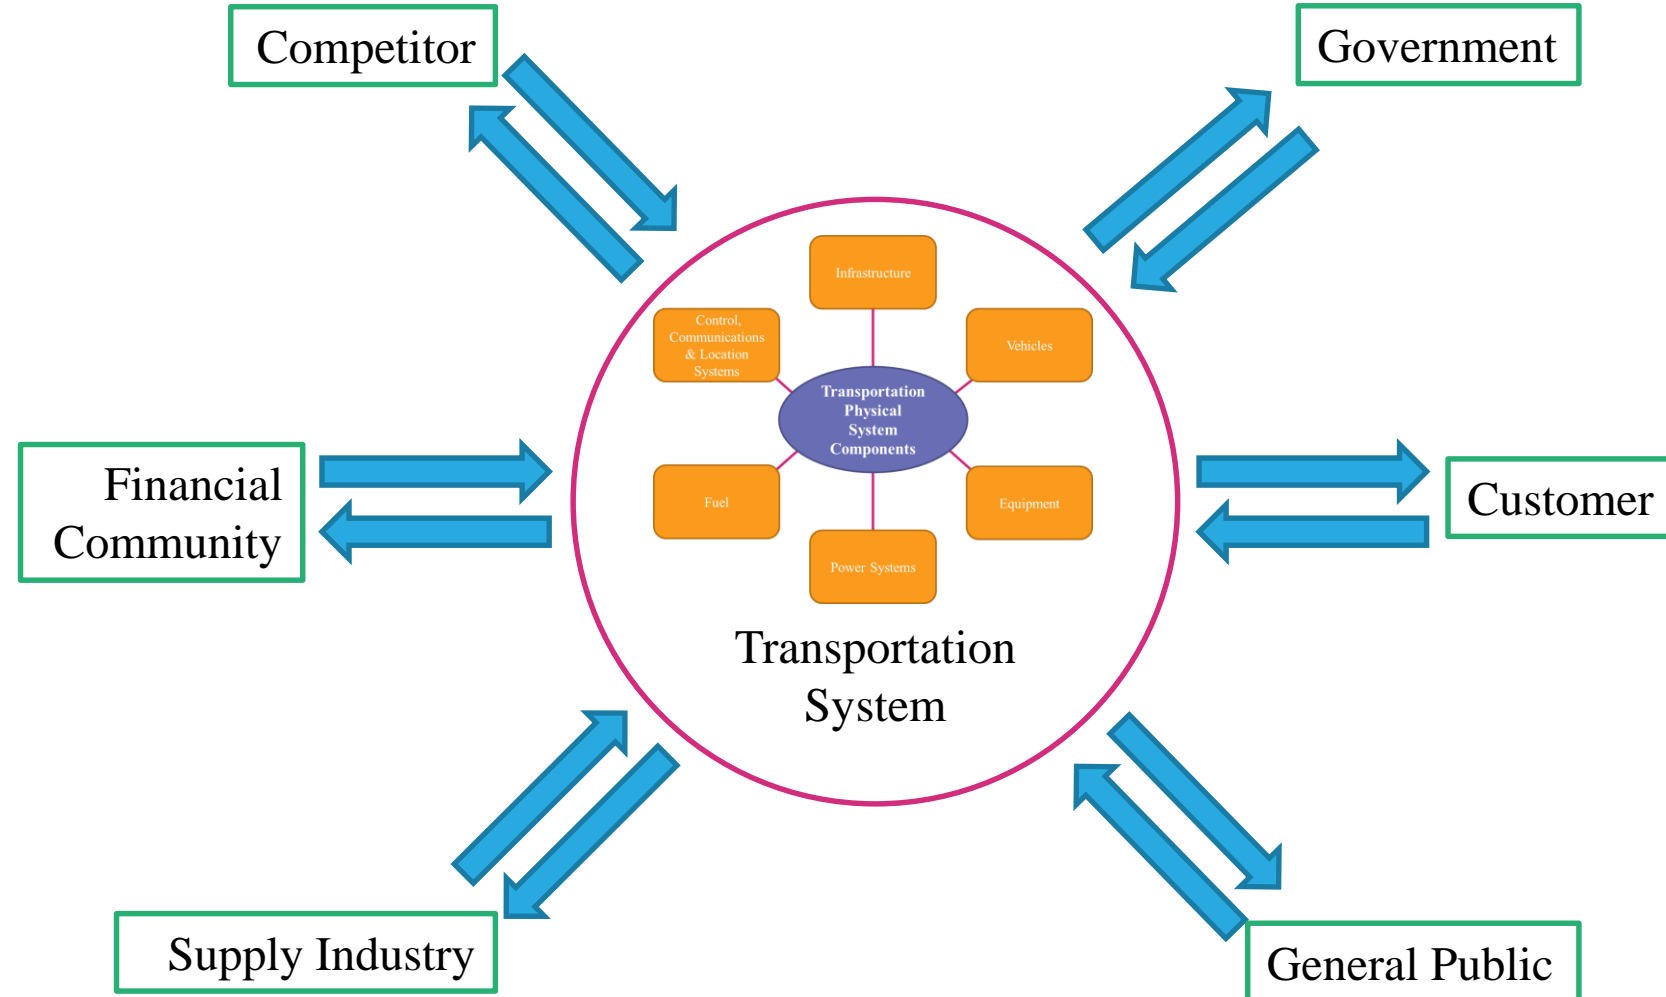 Competitor
Government
Infrastructure
Control,
Communications
& Location
Systems
Vehicles
Transportation
Physical
System
Components
Financial
Community
Fuel
Equipment
Customer
Power Systems
Transportation
System
Supply Industry
General Public